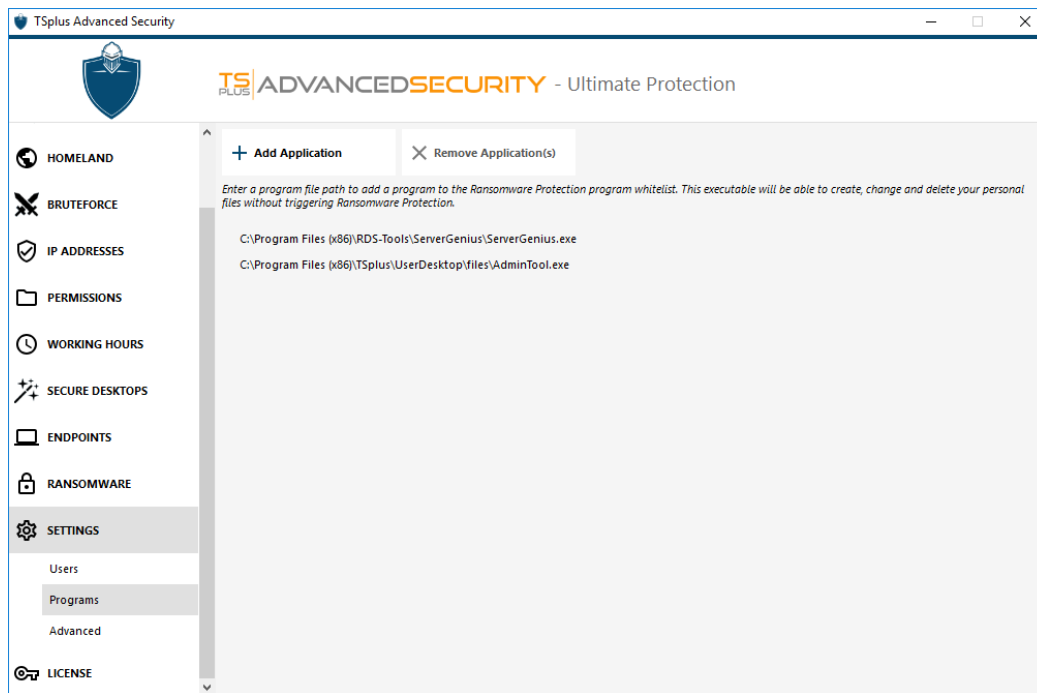 TSplus Advanced Security
TS PLUS ADVANCEDSECURITY - Ultimate Protection
HOMELAND
BRUTEFORCE
IP ADDRESSES
PERMISSIONS
WORKING HOURS
SECURE DESKTOPS
ENDPOINTS
RANSOMWARE
SETTINGS
Users
Programs
Advanced
LICENSE
Add Application
Remove Application(s)
Enter a program file path to add a program to the Ransomware Protection program whitelist. This executable will be able to create, change and delete your personal
files without triggering Ransomware Protection.
C:\Program Files (x86)\RDS-Tools\ServerGenius\ServerGenius.exe
C:\Program Files (x86)\TSplus\UserDesktop\files\AdminTool.exe